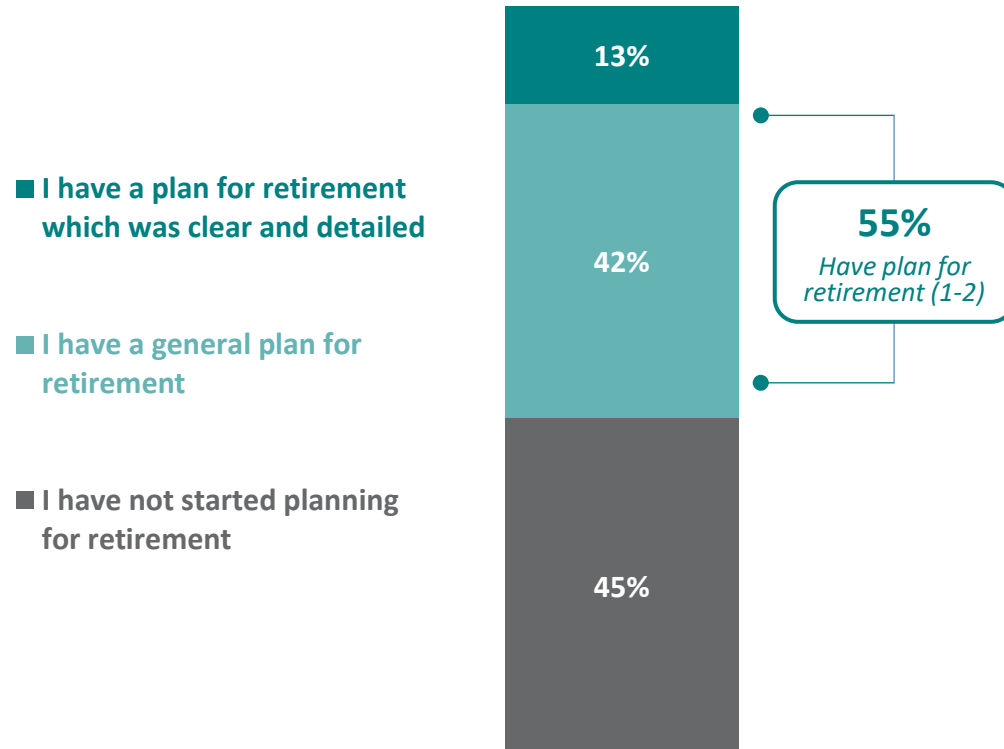 13%
I have a plan for retirement
which was clear and detailed
42%
55%
Have plan for
retirement (1-2)
I have a general plan for
retirement
I have not started planning
for retirement
45%